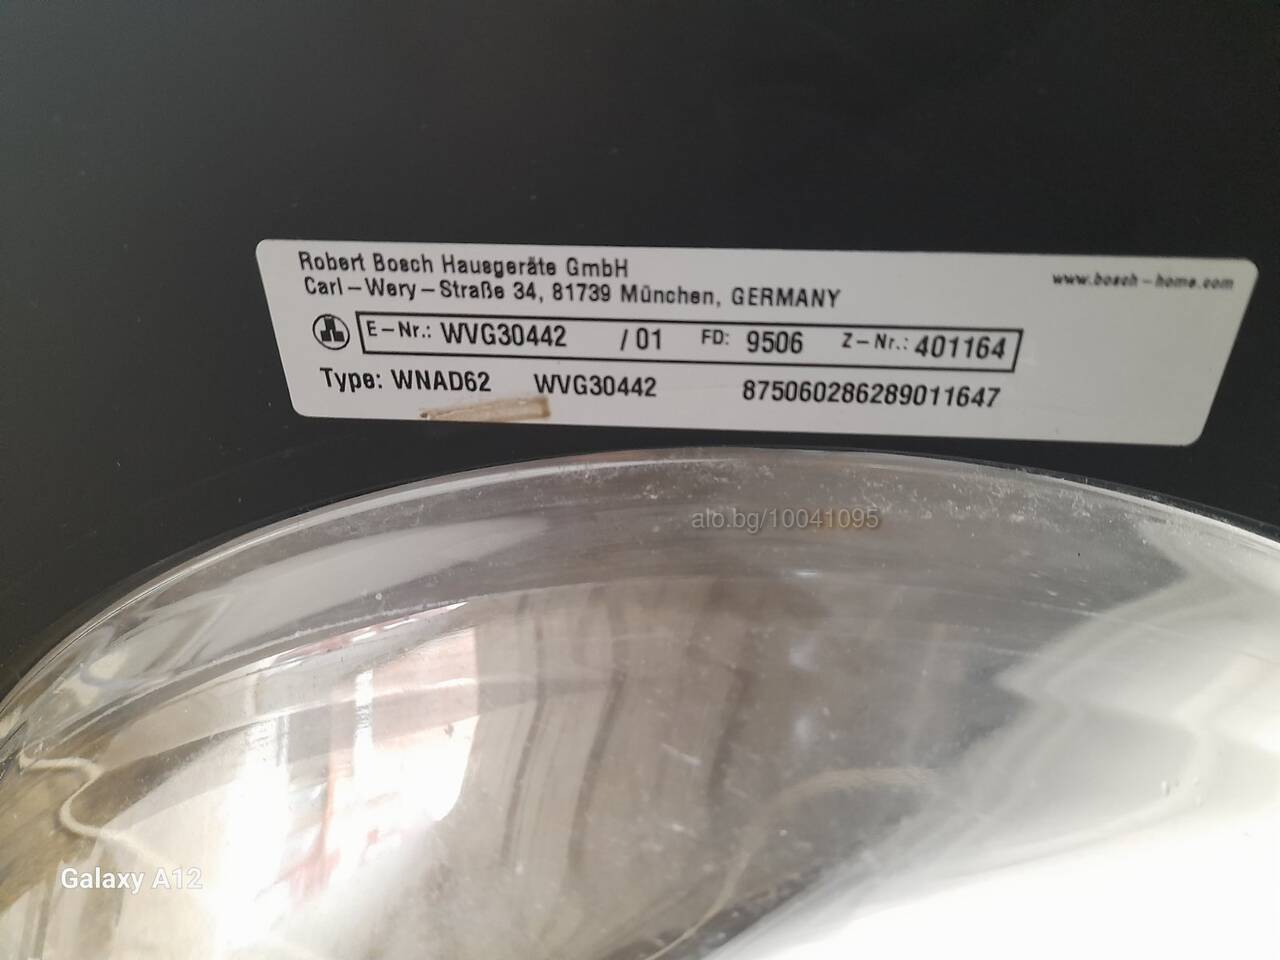 Robert Bosch Hausgeräte GmbH
www.bosch-home.com
Carl-Wery-Straße 34, 81739 München, GERMANY
E-Nr.: WVG30442 /01 FD: 9506 Z-Nr.: 401164
Type: WNAD62 WVG30442 875060286289011647
alo.bg/10041095
Galaxy A12